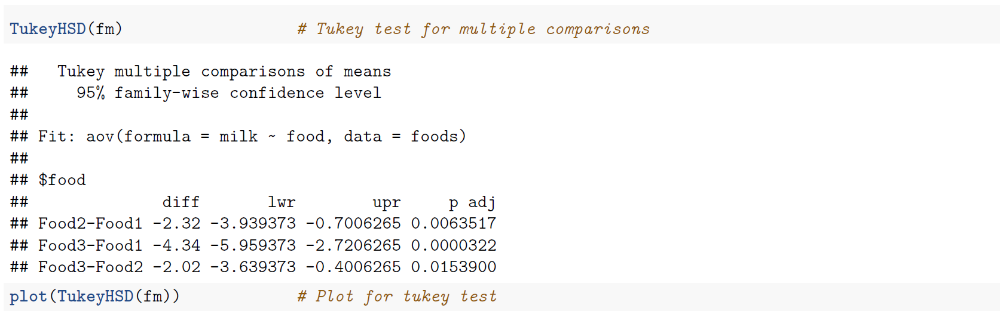 TukeyHSD(fm) # Tukey test for multiple comparisons
## Tukey multiple comparisons of means
## 95% family-wise confidence level
##
## Fit: aov(formula = milk ~ food, data = foods)
##
## $food
## diff lwr upr p adj
## Food2-Food1 -2.32 -3.939373 -0.7006265 0.0063517
## Food3-Food1 -4.34 -5.959373 -2.7206265 0.0000322
## Food3-Food2 -2.02 -3.639373 -0.4006265 0.0153900
plot(TukeyHSD(fm)) # Plot for tukey test